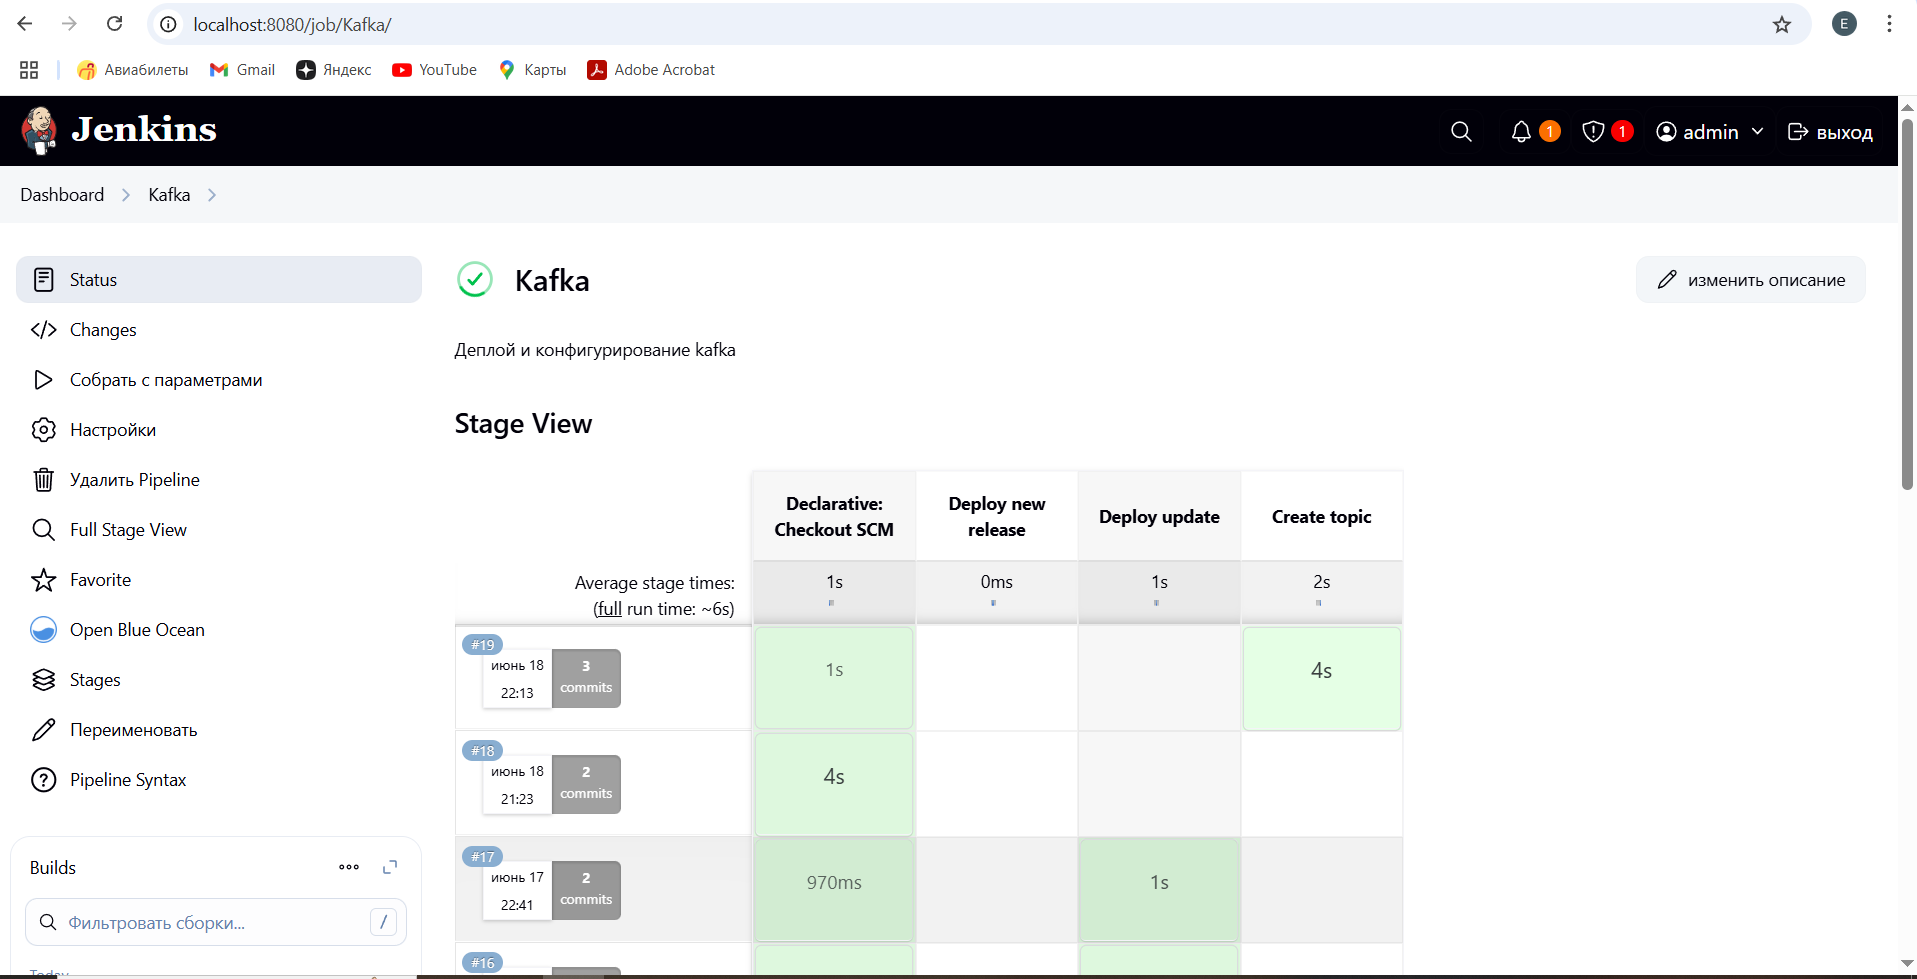 localhost:8080/job/Kafka/
E
Авиабилеты Gmail Яндекс YouTube Карты Adobe Acrobat
Jenkins
1 1 admin выход
Dashboard Kafka
Status
Changes
Собрать с параметрами
Настройки
Удалить Pipeline
Full Stage View
Favorite
Open Blue Ocean
Stages
Переименовать
Pipeline Syntax
Builds
Фильтровать сборки... /
Today
Kafka
изменить описание
Деплой и конфигурирование kafka
Stage View
Declarative:
Checkout SCM
Deploy new
release
Deploy update
Create topic
Average stage times:
(full run time: ~6s)
1s 0ms 1s 2s
#19
июнь 18
22:13
3
commits
1s 4s
#18
июнь 18
21:23
2
commits
4s
#17
июнь 17
22:41
2
commits
970ms 1s
#16